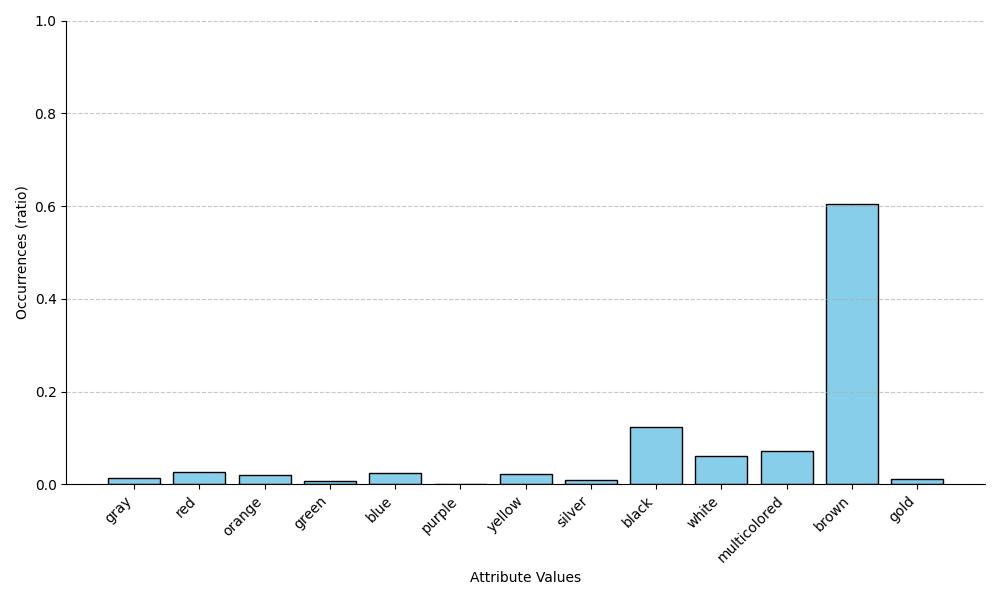 1.0
0.8
0.6
0.4
0.2
0.0
Occurrences (ratio)
gray
red
orange
green
blue
purple
yellow
silver
black
white
multicolored
brown
gold
Attribute Values